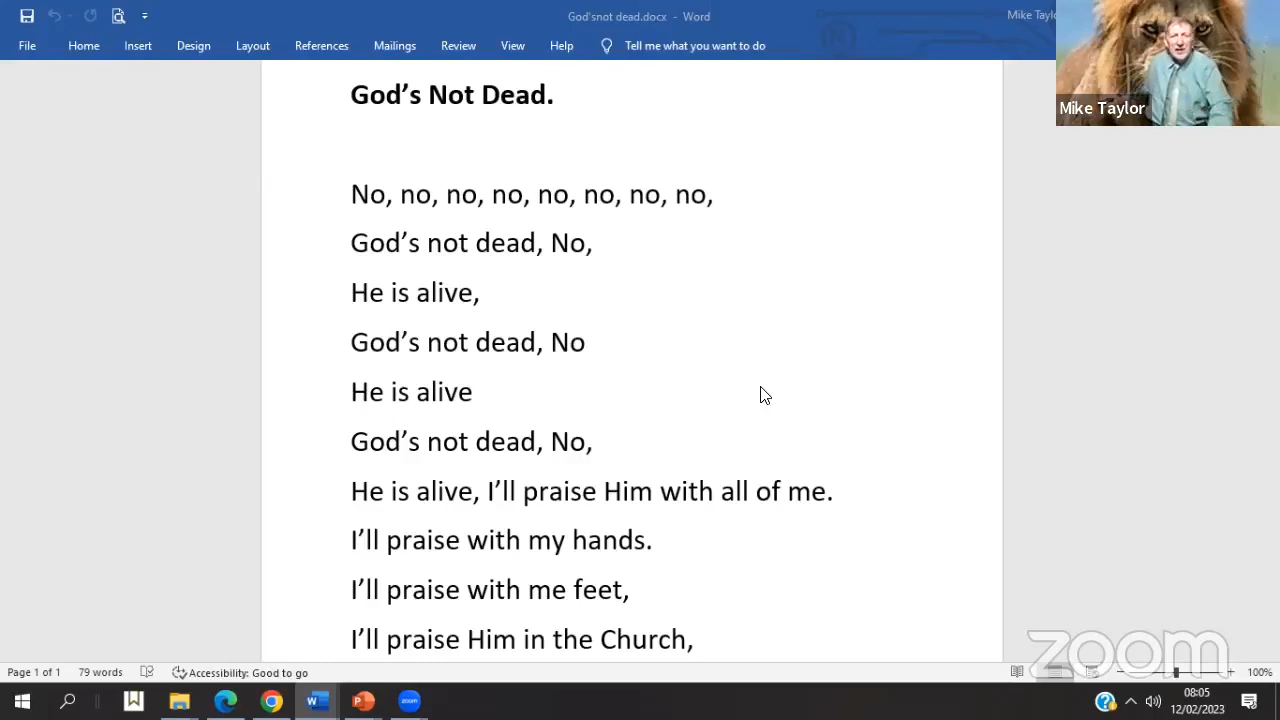 God'snot dead.docx - Word
Mike Taylo
File Home Insert Design Layout References Mailings Review View Help Tell me what you want to do
Mike Taylor
God’s Not Dead.
No, no, no, no, no, no, no, no,
God’s not dead, No,
He is alive,
God’s not dead, No
He is alive
God’s not dead, No,
He is alive, I’ll praise Him with all of me.
I’ll praise with my hands.
I’ll praise with me feet,
I’ll praise Him in the Church,
zoom
Page 1 of 1 79 words Accessibility: Good to go 100%
W P zoom
08:05
12/02/2023